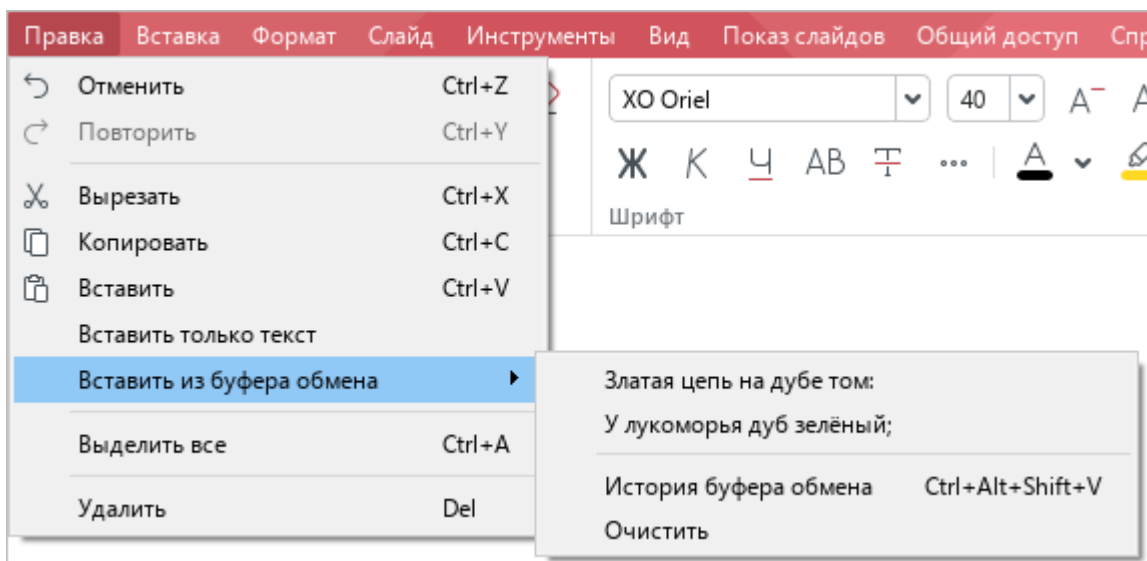 Правка Вставка Формат Слайд Инструменты Вид Показ слайдов Общий доступ
Отменить Ctrl+Z
Повторить Ctrl+Y
Вырезать Ctrl+X
Копировать Ctrl+C
Вставить Ctrl+V
Вставить только текст
Вставить из буфера обмена
Выделить все Ctrl+A
Удалить Del
XO Oriel 40
Ж К Ч АВ Т А
Шрифт
Златая цепь на дубе том:
У лукоморья дуб зелёный;
История буфера обмена Ctrl+Alt+Shift+V
Очистить